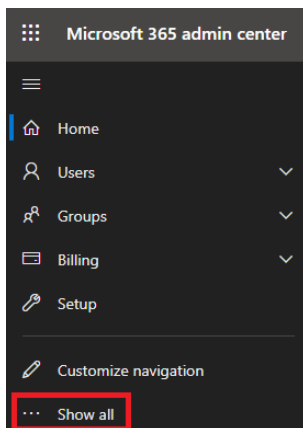 Microsoft 365 admin center
Home
Users
Groups
Billing
Setup
Customize navigation
Show all